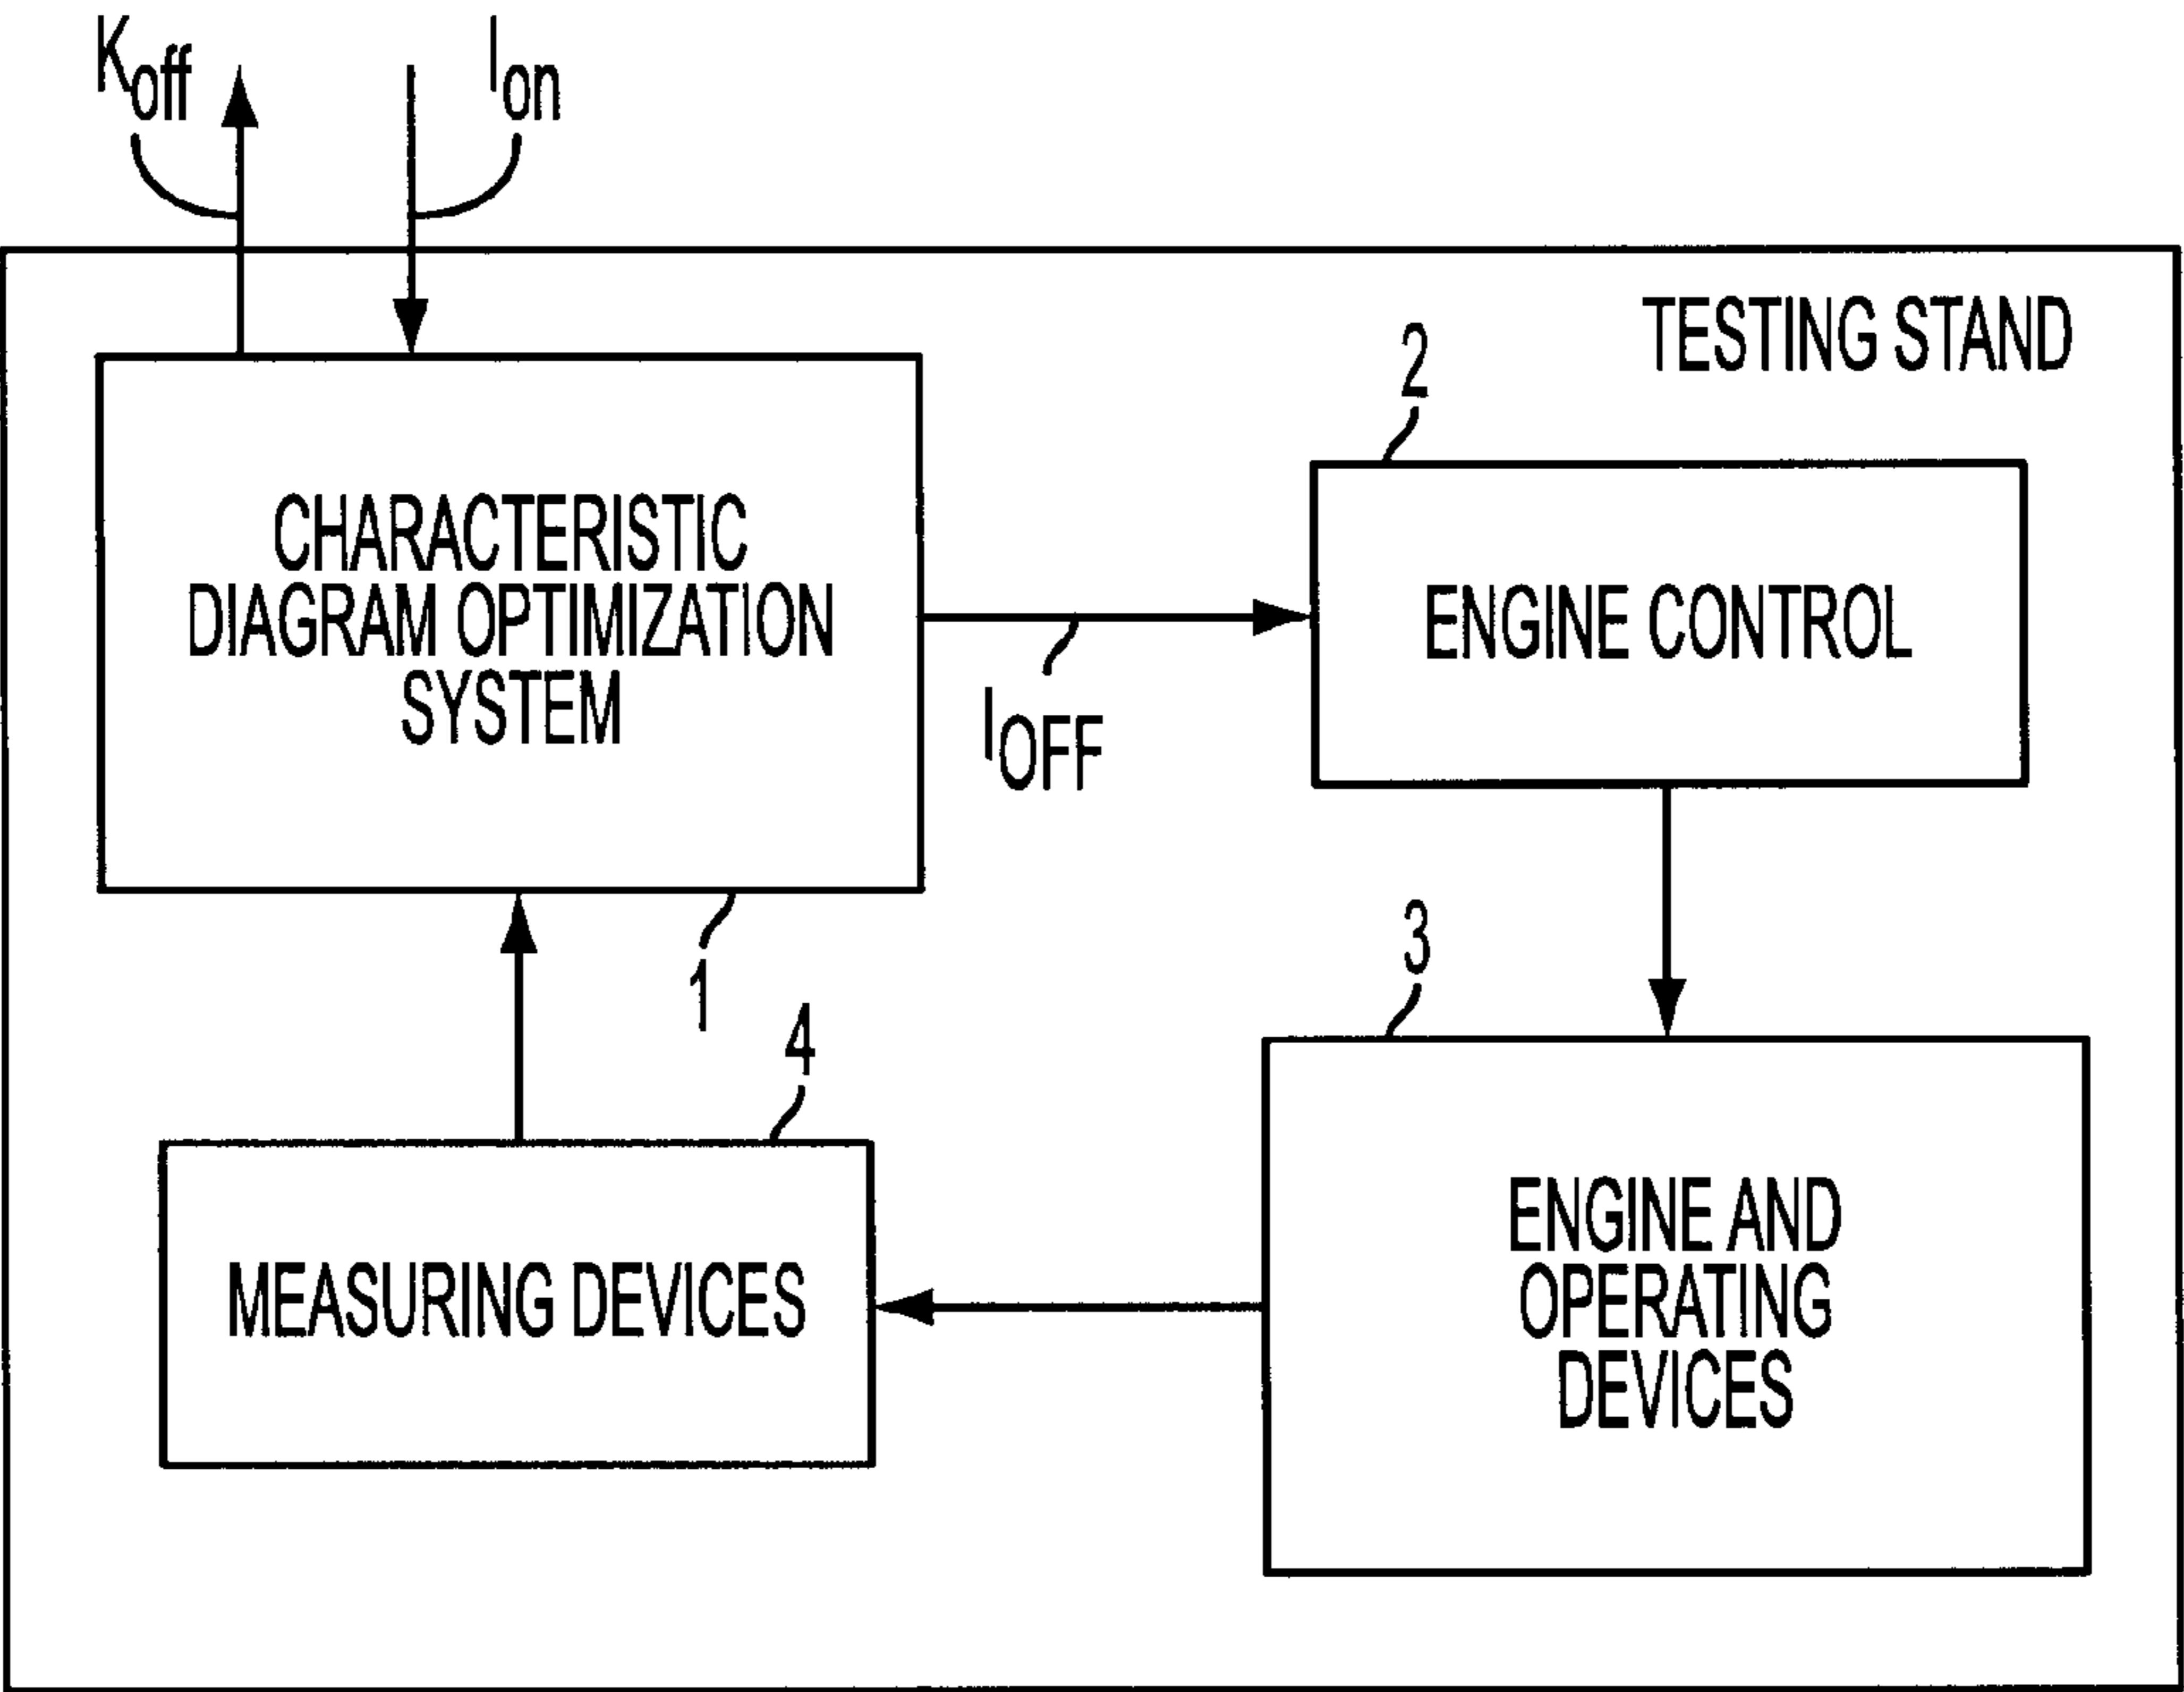 Koff
Ion
TESTING STAND
2
CHARACTERISTIC
DIAGRAM OPTIMIZATION
SYSTEM
ENGINE CONTROL
IOFF
1
3
4
MEASURING DEVICES
ENGINE AND
OPERATING
DEVICES